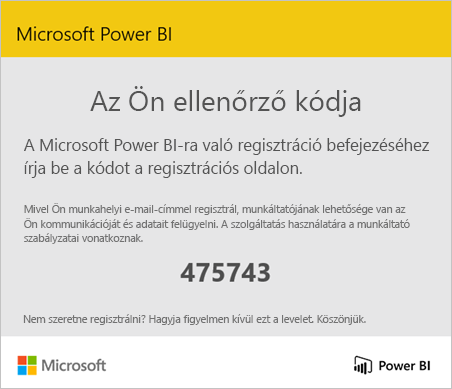 Microsoft Power BI
Az Ön ellenőrző kódja
A Microsoft Power BI-ra való regisztráció befejezéséhez
írja be a kódot a regisztrációs oldalon.
Mivel Ön munkahelyi e-mail-címmel regisztrál, munkáltatójának lehetősége van az
Ön kommunikációját és adatait felügyelni. A szolgáltatás használatára a munkáltató
szabályzatai vonatkoznak.
475743
Nem szeretne regisztrálni? Hagyja figyelmen kívül ezt a levelet. Köszönjük.
Microsoft Power BI